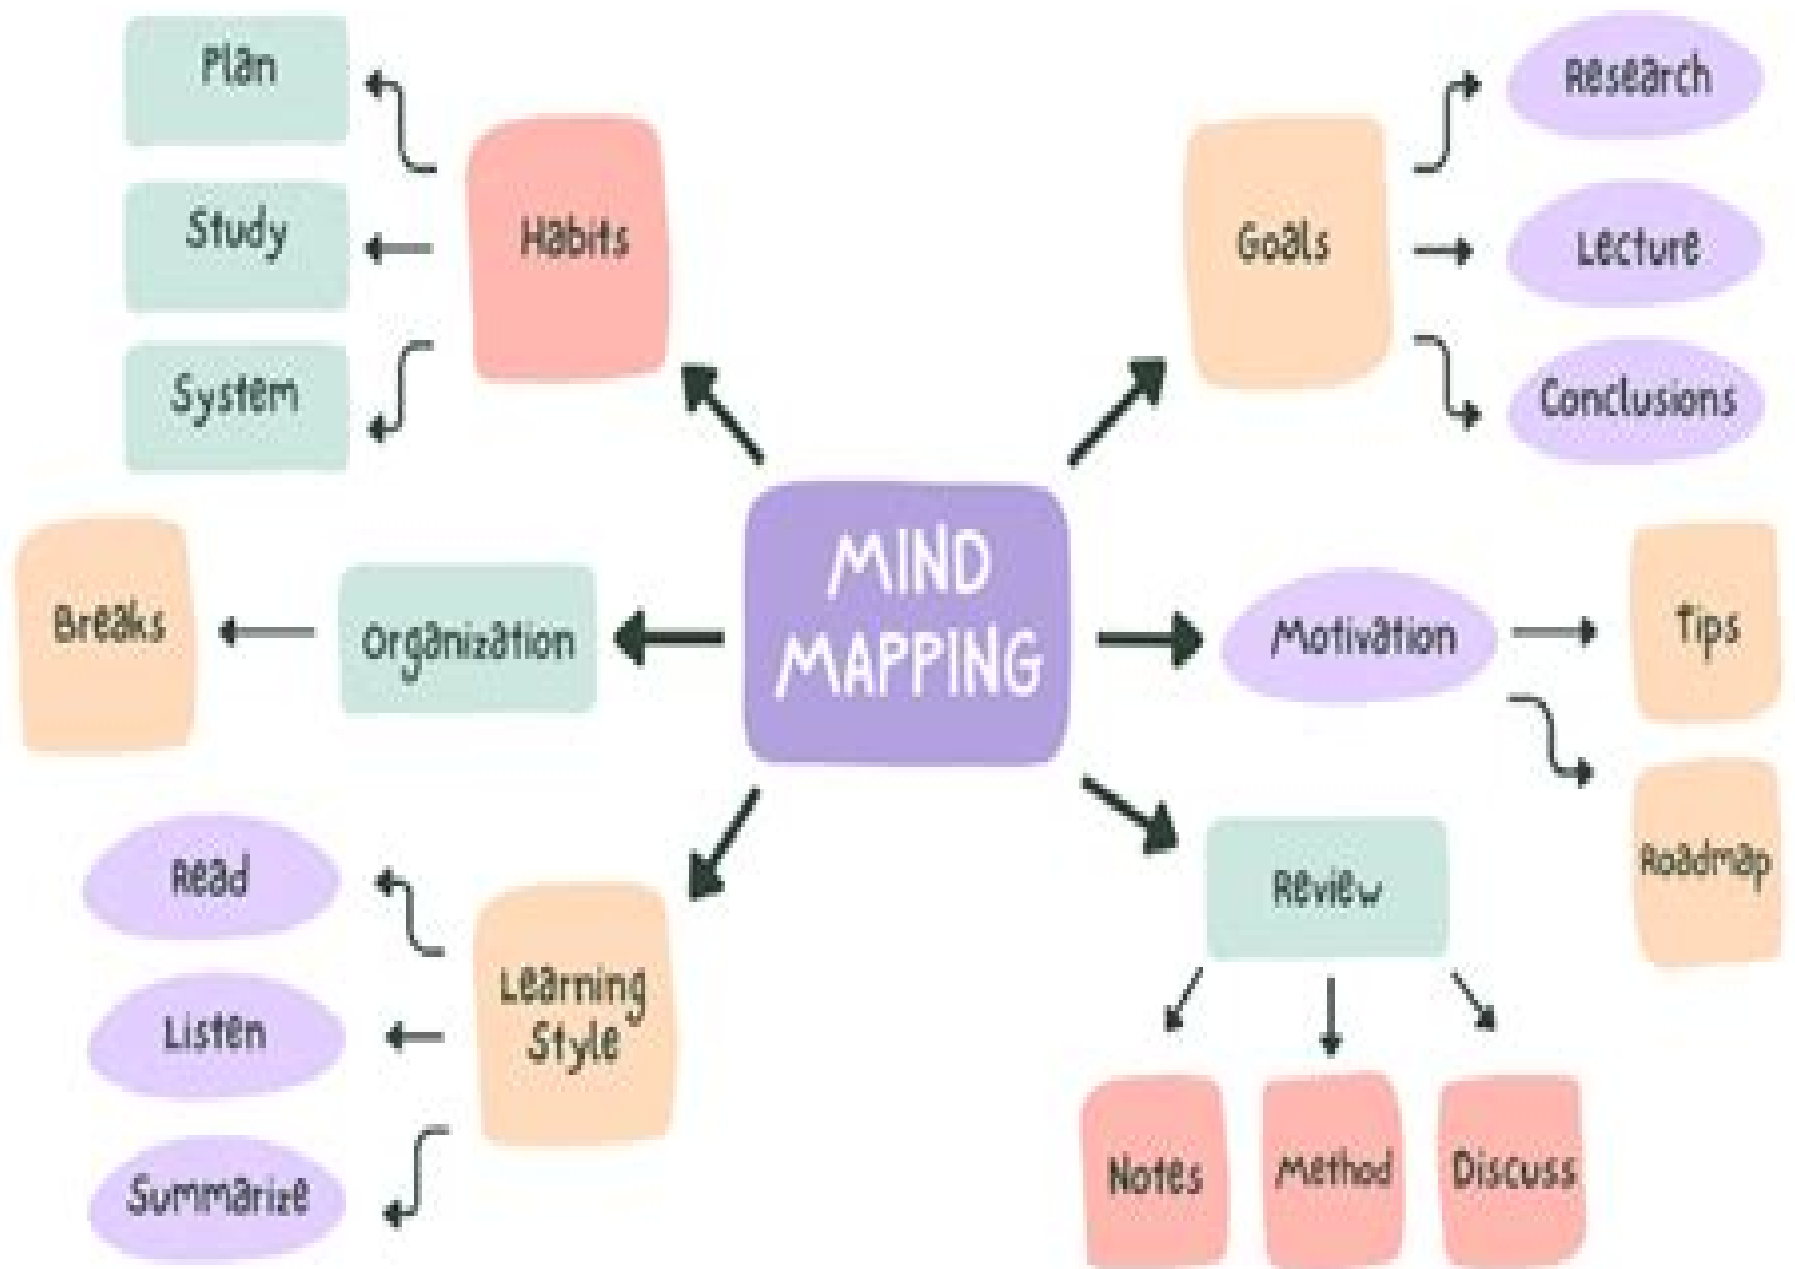 Plan
Study
System
Habits
Goals
Research
Lecture
Conclusions
MIND
MAPPING
Breaks
Organization
Motivation
Tips
Roadmap
Read
Listen
Summarize
Learning
Style
Review
Notes
Method
Discuss